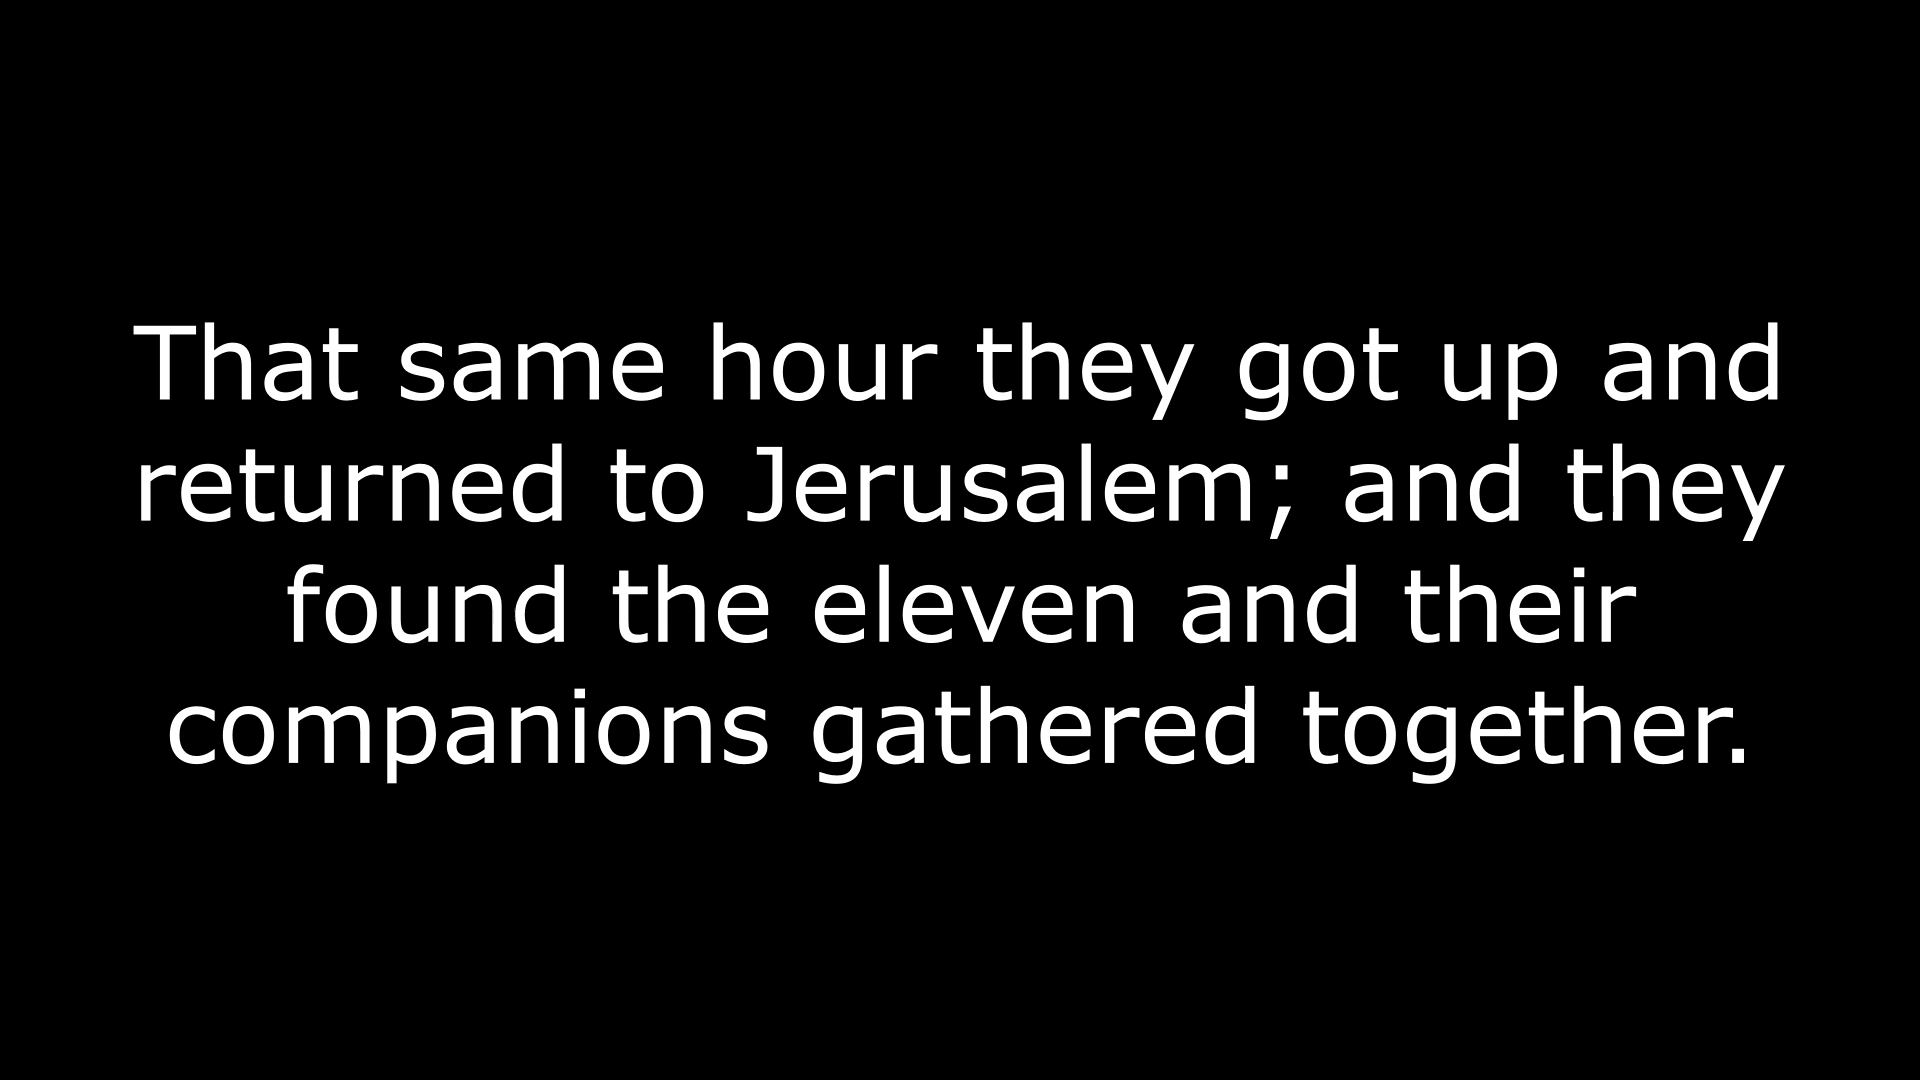 That same hour they got up and
returned to Jerusalem; and they
found the eleven and their
companions gathered together.